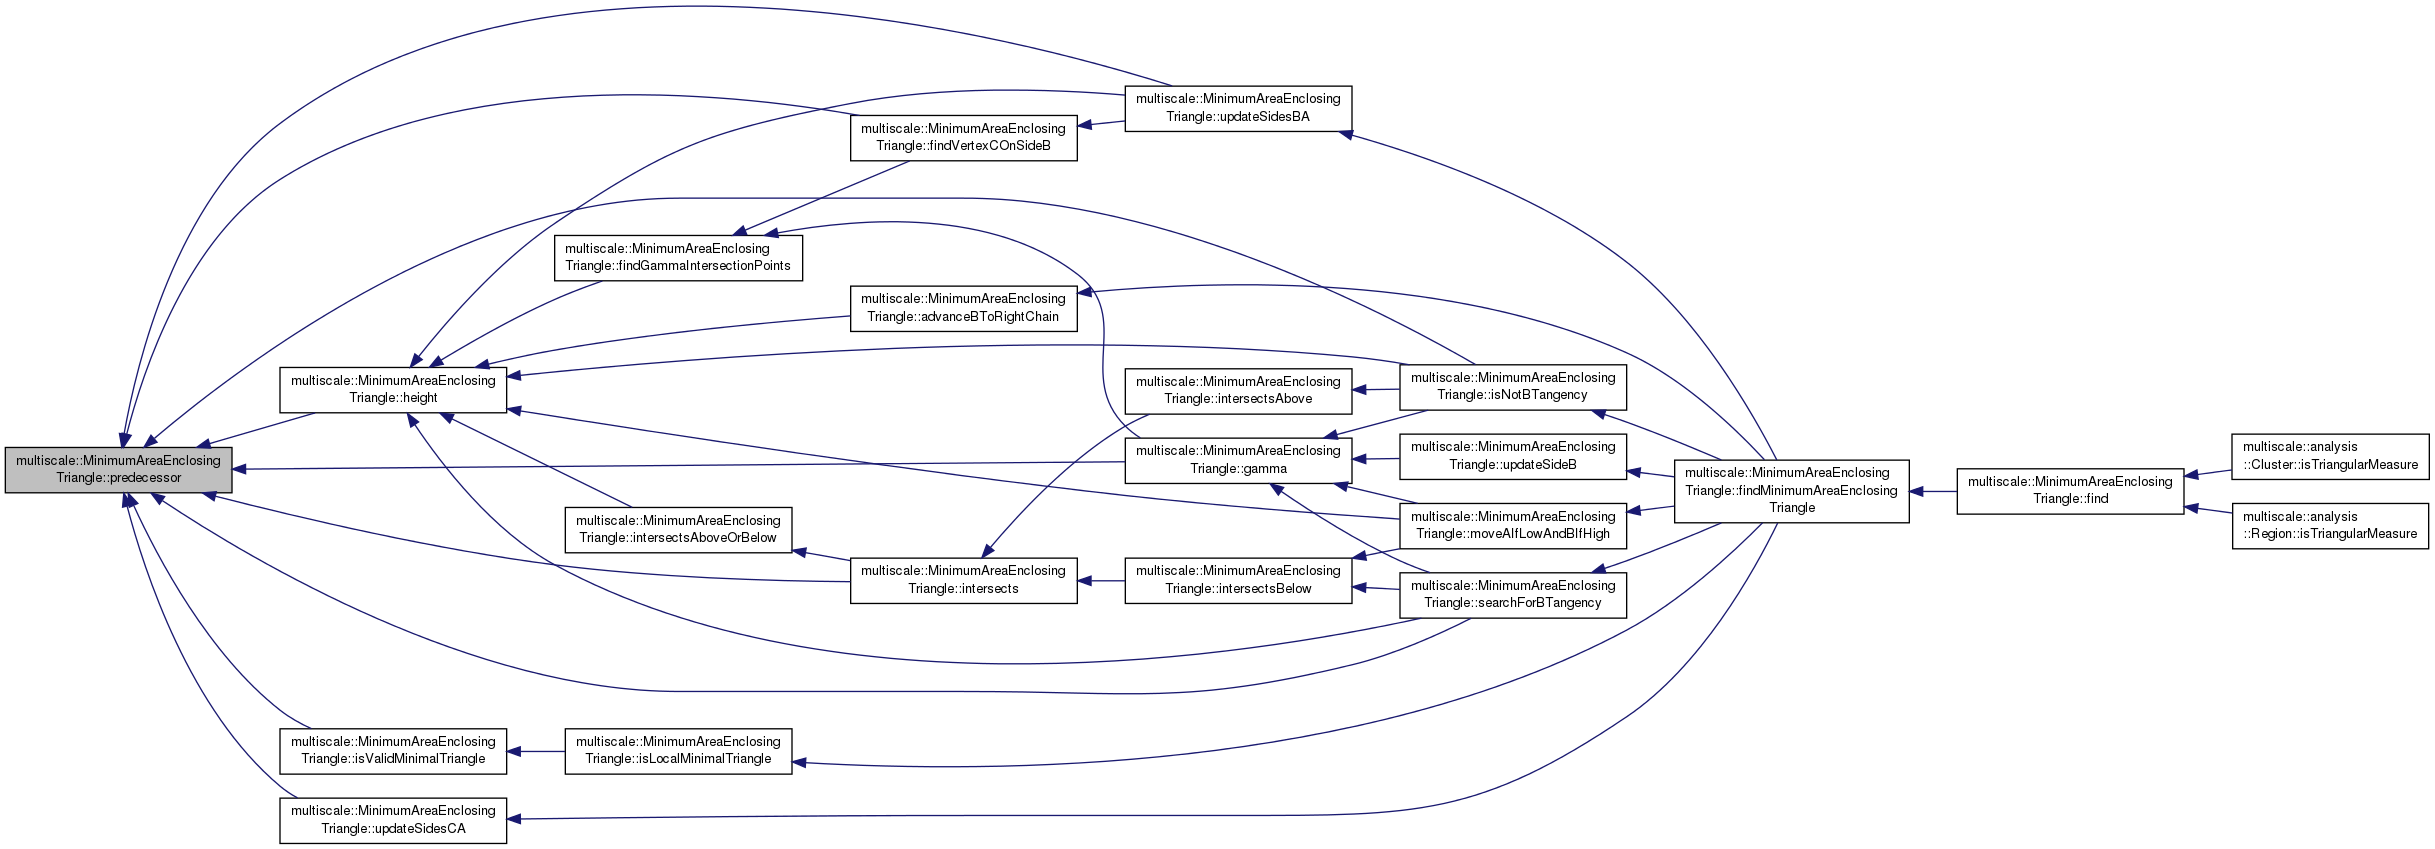 multiscale::MinimumAreaEnclosing
Triangle::predecessor
multiscale::MinimumAreaEnclosing
Triangle::height
multiscale::MinimumAreaEnclosing
Triangle::isValidMinimalTriangle
multiscale::MinimumAreaEnclosing
Triangle::updateSidesCA
multiscale::MinimumAreaEnclosing
Triangle::findGammaIntersectionPoints
multiscale::MinimumAreaEnclosing
Triangle::intersectsAboveOrBelow
multiscale::MinimumAreaEnclosing
Triangle::isLocalMinimalTriangle
multiscale::MinimumAreaEnclosing
Triangle::findVertexCOnSideB
multiscale::MinimumAreaEnclosing
Triangle::advanceBToRightChain
multiscale::MinimumAreaEnclosing
Triangle::intersects
multiscale::MinimumAreaEnclosing
Triangle::updateSidesBA
multiscale::MinimumAreaEnclosing
Triangle::intersectsAbove
multiscale::MinimumAreaEnclosing
Triangle::gamma
multiscale::MinimumAreaEnclosing
Triangle::intersectsBelow
multiscale::MinimumAreaEnclosing
Triangle::isNotBTangency
multiscale::MinimumAreaEnclosing
Triangle::updateSideB
multiscale::MinimumAreaEnclosing
Triangle::moveAIfLowAndBIfHigh
multiscale::MinimumAreaEnclosing
Triangle::searchForBTangency
multiscale::MinimumAreaEnclosing
Triangle::findMinimumAreaEnclosing
Triangle
multiscale::MinimumAreaEnclosing
Triangle::find
multiscale::analysis
::Cluster::isTriangularMeasure
multiscale::analysis
::Region::isTriangularMeasure